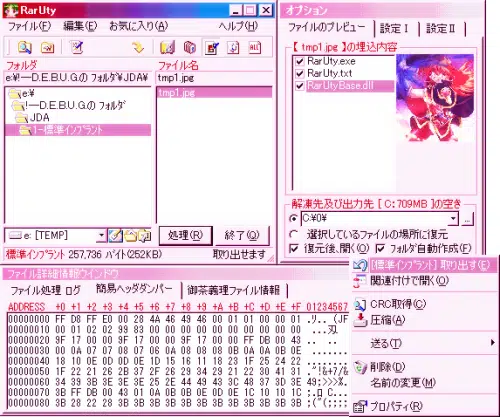 RarUty
ファイル(F) 編集(E) お気に入り(A) ヘルプ(H)
ALL
フォルダ
e:¥!—D.E.B.U.G.の フォルダ¥JDA¥
e:¥
!—D.E.B.U.G.の フォルダ
JDA
1-標準インプラント
ファイル名
tmp1.jpg
tmp1.jpg
e: [TEMP]
処理(R) 終了(Q)
標準インプラント 257,736 バイト(252KB) 取り出せます
オプション
ファイルのプレビュー 設定Ⅰ 設定Ⅱ
【 tmp1.jpg 】の埋込内容
RarUty.exe
RarUty.txt
RarUtyBase.dll
解凍先及び出力先 [ C:709MB ]の空き
C:¥0¥
...
選択しているファイルの場所に復元
復元後、開く(O) フォルダ自動作成(F)
ファイル詳細情報ウインドウ
ファイル処理 ログ 簡易ヘッダダンパー 御茶義理ファイル情報
ADDRESS +0 +1 +2 +3 +4 +5 +6 +7 +8 +9 +A +B +C +D +E +F 01234567
00000000 FF D8 FF E0 00 28 4A 46 49 46 00 01 00 00 00 01
00000010 00 01 02 02 99 83 00 00 00 00 00 00 00 00
00000020 9F 17 00 00 9F 2B 00 00 9F 17 00 00 FF DB 00 43
00000030 00 0A 07 07 08 07 06 0A 08 08 08 0B 0A 0A 0B 0E
00000040 18 10 0E 0D 0D 0E 1D 15 16 11 18 23 1F 25 24 22
00000050 1F 22 21 26 2B 37 2F 26 29 34 29 21 22 30 41 31
00000060 34 39 3B 3E 3E 3E 25 2E 44 49 43 3C 48 37 3D 3E
00000070 3B FF DB 00 43 01 0A 0B 0B 0E 0D 0E 1C 10 10 1C
00000080 3B 28 22 28 3B 3B 3B 3B 3B 3B 3B 3B 3B 3B 3B 3B
[標準インプラント] 取り出す(E)
関連付けで開く(O)
CRC取得(C)
圧縮(A)
送る(T)
削除(D)
名前の変更(M)
プロパティ(R)